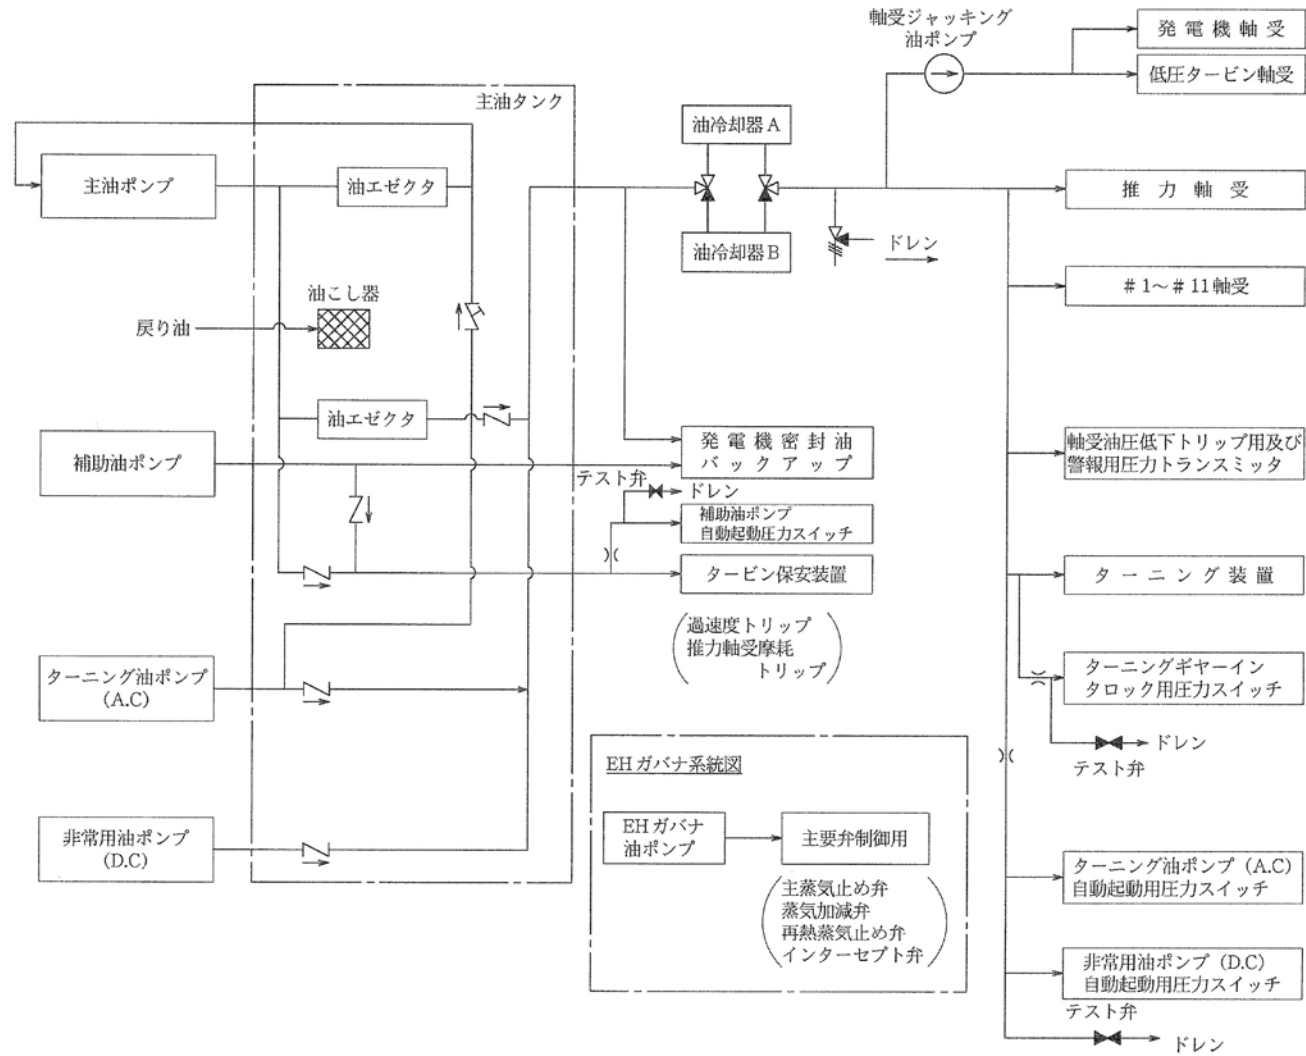 軸受ジャッキング
油ポンプ
発電機軸受
低圧タービン軸受
主油タンク
油冷却器A
主油ポンプ
油エゼクタ
推力軸受
油冷却器B
ドレン
#1~#11軸受
油こし器
戻り油
油エゼクタ
補助油ポンプ
発電機密封油
バックアップ
軸受油圧低下トリップ用及び
警報用圧力トランスミッタ
テスト弁
ドレン
補助油ポンプ
自動起動圧力スイッチ
タービン保安装置
ターニング装置
過速度トリップ
推力軸受摩耗
トリップ
ターニング油ポンプ
(A.C)
ターニングギヤーイン
タロック用圧力スイッチ
ドレン
テスト弁
EHガバナ系統図
EHガバナ
油ポンプ
主要弁制御用
非常用油ポンプ
(D.C)
主蒸気止め弁
蒸気加減弁
再熱蒸気止め弁
インターセプト弁
ターニング油ポンプ(A.C)
自動起動用圧力スイッチ
非常用油ポンプ(D.C)
自動起動用圧力スイッチ
テスト弁
ドレン